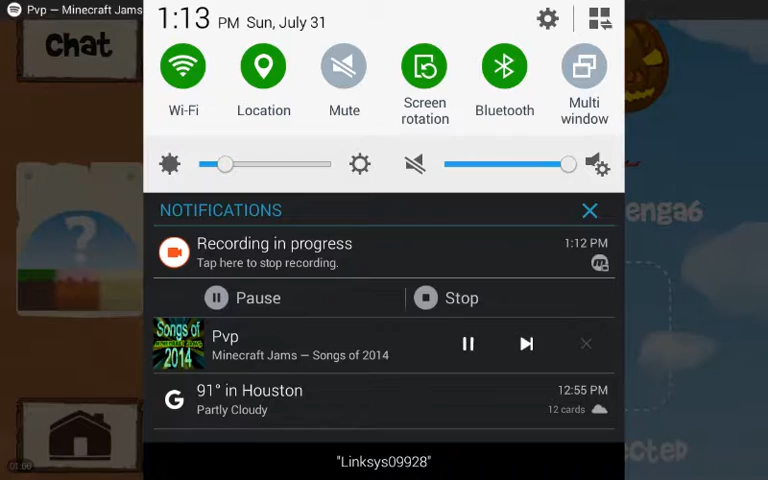 Pvp — Minecraft Jams
1:13 PM Sun, July 31
Chat
Wi-Fi
Location
Mute
Screen
rotation
Bluetooth
Multi
window
enga6
NOTIFICATIONS
Recording in progress
1:12 PM
Tap here to stop recording.
Pause
Stop
Songs of
2014
Pvp
Minecraft Jams — Songs of 2014
G
91° in Houston
12:55 PM
Partly Cloudy
12 cards
ected
"Linksys09928"